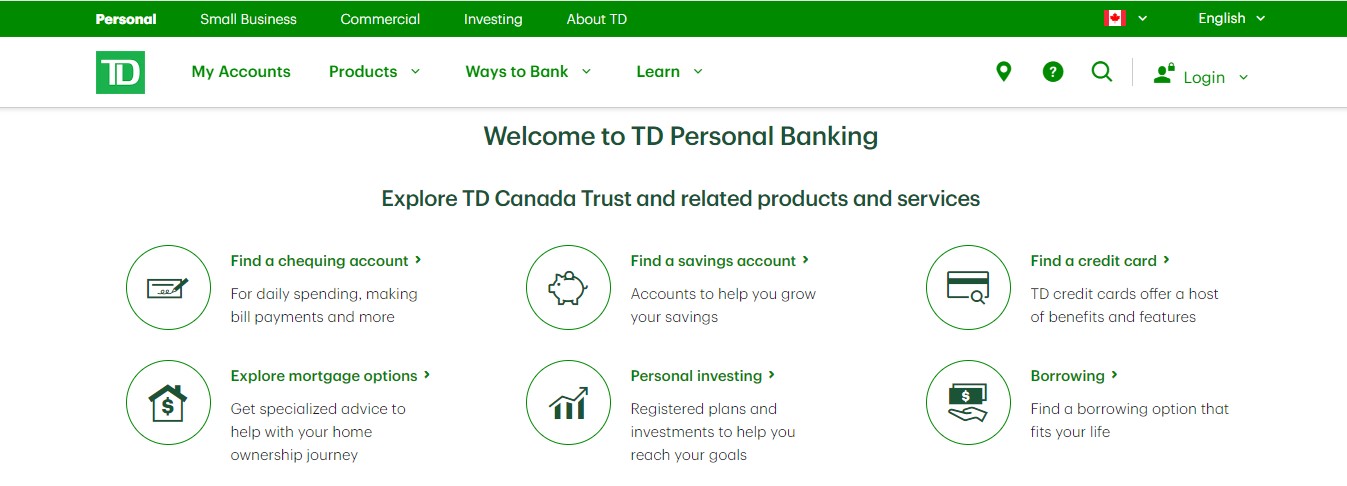 Personal Small Business Commercial Investing About TD English
TD My Accounts Products Ways to Bank Learn ? Login
Welcome to TD Personal Banking
Explore TD Canada Trust and related products and services
Find a chequing account
For daily spending, making
bill payments and more
Find a savings account
Accounts to help you grow
your savings
Find a credit card
TD credit cards offer a host
of benefits and features
$
Explore mortgage options
Get specialized advice to
help with your home
ownership journey
Personal investing
Registered plans and
investments to help you
reach your goals
$
Borrowing
Find a borrowing option that
fits your life